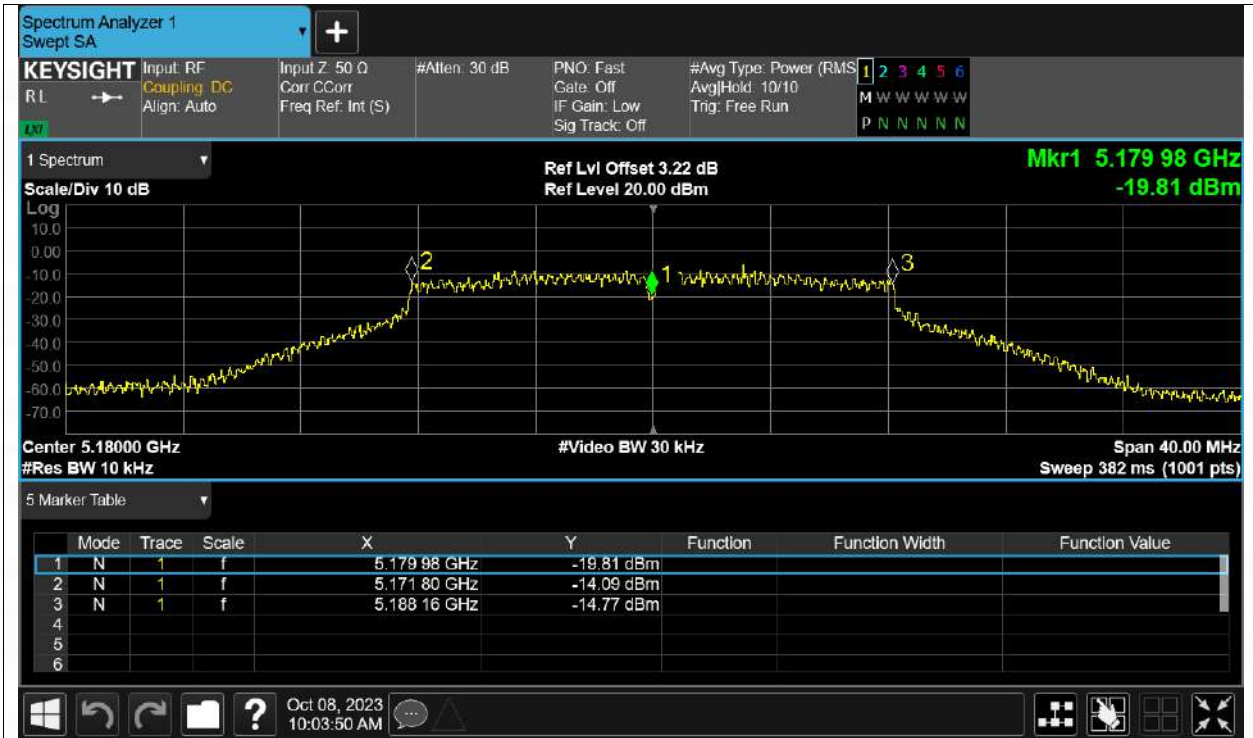 Spectrum Analyzer 1
Swept SA
+
KEYSIGHT Input: RF Input Z: 50 Ω #Atten: 30 dB PNO: Fast #Avg Type: Power (RMS 1 2 3 4 5 6
RL Coupling: DC Corr CCorr Gate: Off Avg|Hold: 10/10 M W W W W W
Align: Auto Freq Ref: Int (S) IF Gain: Low Trig: Free Run
LXI Sig Track: Off P N N N N N
1 Spectrum Ref Lvl Offset 3.22 dB Mkr1 5.179 98 GHz
Scale/Div 10 dB Ref Level 20.00 dBm -19.81 dBm
Log
10.0
0.00
2 1 3
-10.0
-20.0
-30.0
-40.0
-50.0
-60.0
-70.0
Center 5.18000 GHz #Video BW 30 kHz Span 40.00 MHz
#Res BW 10 kHz Sweep 382 ms (1001 pts)
5 Marker Table
Mode Trace Scale X Y Function Function Width Function Value
1 N 1 f 5.179 98 GHz -19.81 dBm
2 N 1 f 5.171 80 GHz -14.09 dBm
3 N 1 f 5.188 16 GHz -14.77 dBm
4
5
6
? Oct 08, 2023
10:03:50 AM